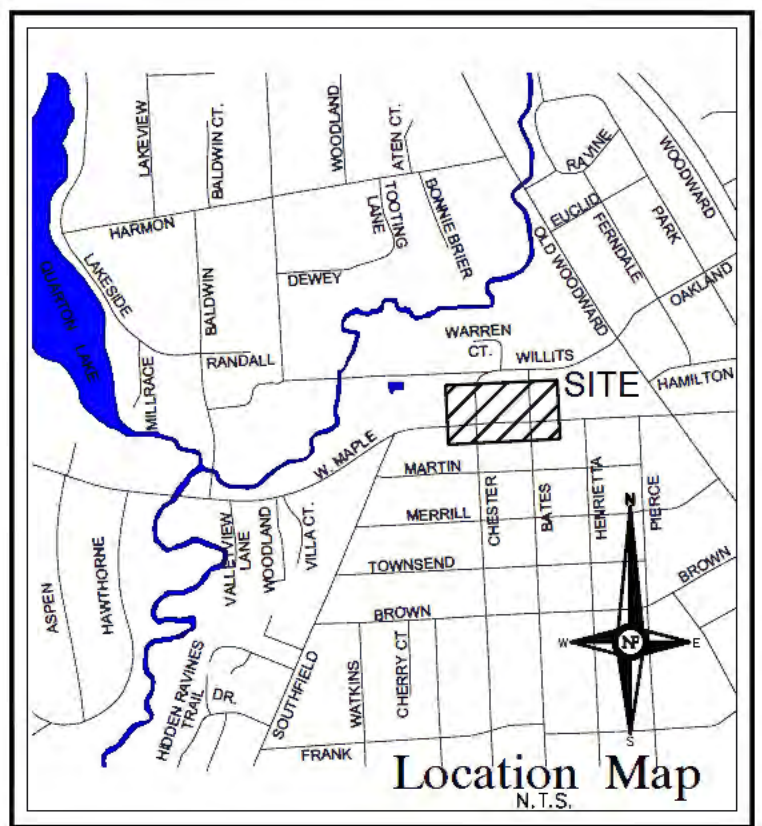 LAKEVIEW
BALDWIN CT.
WOODLAND
ATEN CT.
RAVINE
WOODWARD
HARMON
TOOTING
LANE
BONNIE BRIER
EUCLID
FERNDALE
PARK
LAKESIDE
QUARTON LAKE
BALDWIN
DEWEY
OLD WOODWARD
OAKLAND
WARREN
CT.
WILLITS
MILLRACE
RANDALL
SITE
HAMILTON
W. MAPLE
MARTIN
MERRILL
CHESTER
BATES
HENRIETTA
PIERCE
N
ASPEN
HAWTHORNE
VALLEYVIEW
LANE
WOODLAND
VILLA CT.
TOWNSEND
BROWN
BROWN
W
NF
E
HIDDEN RAVINES
TRAIL
DR.
SOUTHFIELD
WATKINS
CHERRY CT
S
FRANK
Location Map
N.T.S.